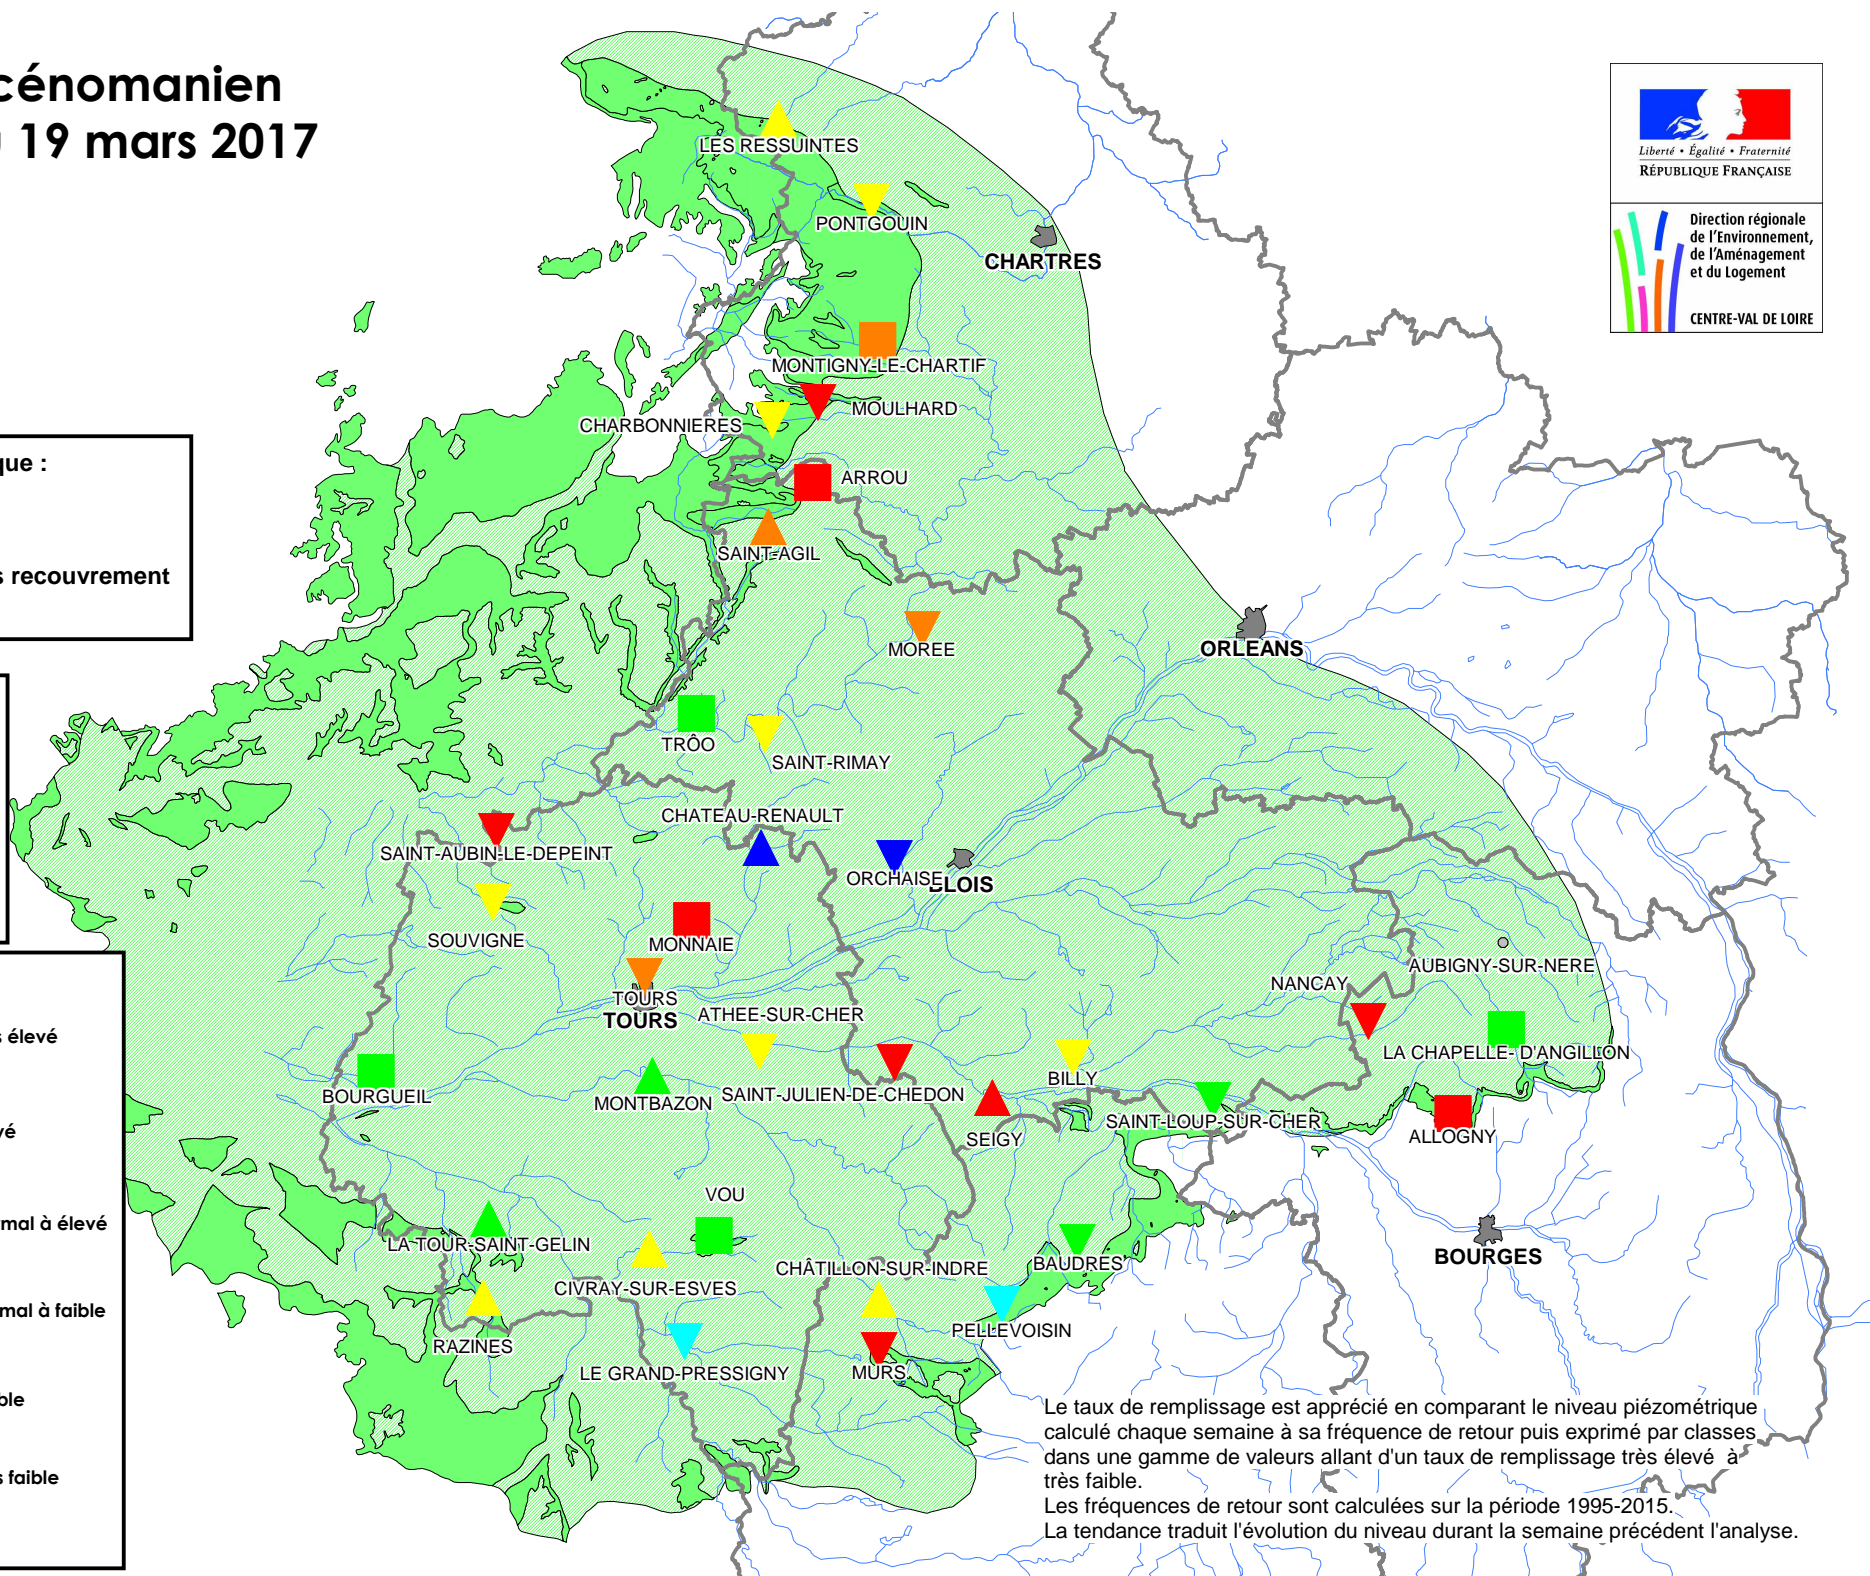 cénomanien
19 mars 2017
Liberté • Égalité • Fraternité
RÉPUBLIQUE FRANÇAISE
Direction régionale
de l'Environnement,
de l'Aménagement
et du Logement
CENTRE-VAL DE LOIRE
LES RESSUINTES
PONTGOUIN
CHARTRES
MONTIGNY-LE-CHARTIF
MOULHARD
CHARBONNIERES
que :
ARROU
SAINT-AGIL
s recouvrement
MOREE
ORLEANS
TRÔO
SAINT-RIMAY
CHATEAU-RENAULT
SAINT-AUBIN-LE-DEPEINT
ORCHAISE
BLOIS
SOUVIGNE
MONNAIE
AUBIGNY-SUR-NERE
NANCAY
TOURS
ATHEE-SUR-CHER
TOURS
s élevé
LA CHAPELLE- D'ANGILLON
BILLY
BOURGUEIL
MONTBAZON
SAINT-JULIEN-DE-CHEDON
SAINT-LOUP-SUR-CHER
vé
SEIGY
ALLOGNY
VOU
mal à élevé
LA TOUR-SAINT-GELIN
BOURGES
CHÂTILLON-SUR-INDRE
BAUDRES
CIVRAY-SUR-ESVES
mal à faible
PELLEVOISIN
RAZINES
LE GRAND-PRESSIGNY
MURS
ble
s faible
Le taux de remplissage est apprécié en comparant le niveau piézométrique
calculé chaque semaine à sa fréquence de retour puis exprimé par classes
dans une gamme de valeurs allant d'un taux de remplissage très élevé à
très faible.
Les fréquences de retour sont calculées sur la période 1995-2015.
La tendance traduit l'évolution du niveau durant la semaine précédent l'analyse.